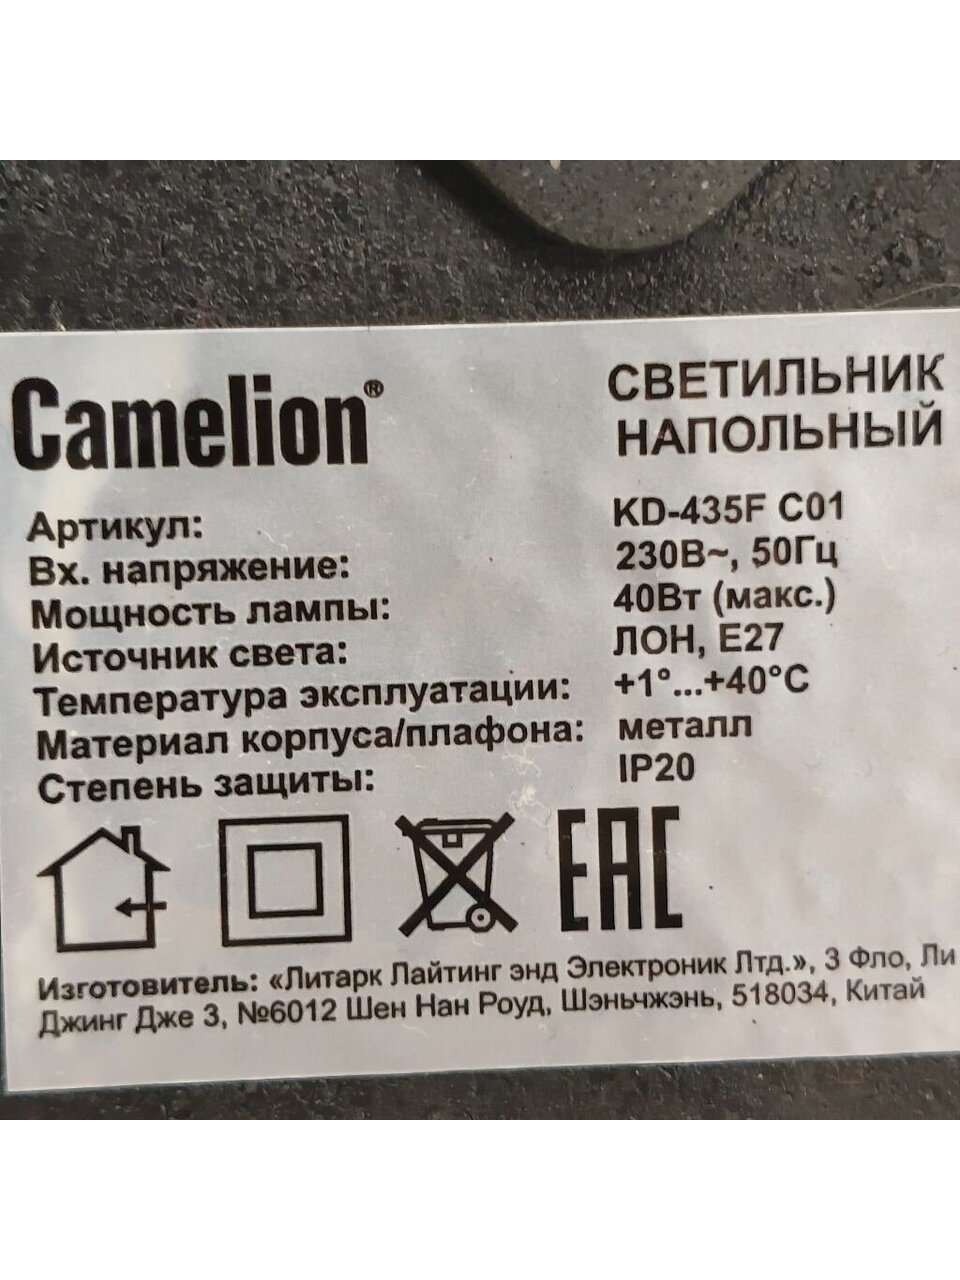 Camelion®
СВЕТИЛЬНИК
НАПОЛЬНЫЙ
Артикул: KD-435F C01
Вх. напряжение: 230В~, 50Гц
Мощность лампы: 40Вт (макс.)
Источник света: ЛОН, E27
Температура эксплуатации: +1°...+40°C
Материал корпуса/плафона: металл
Степень защиты: IP20
EAC
Изготовитель: «Литарк Лайтинг энд Электроник Лтд.», 3 Фло, Ли
Джинг Дже 3, №6012 Шен Нан Роуд, Шэньчжэнь, 518034, Китай